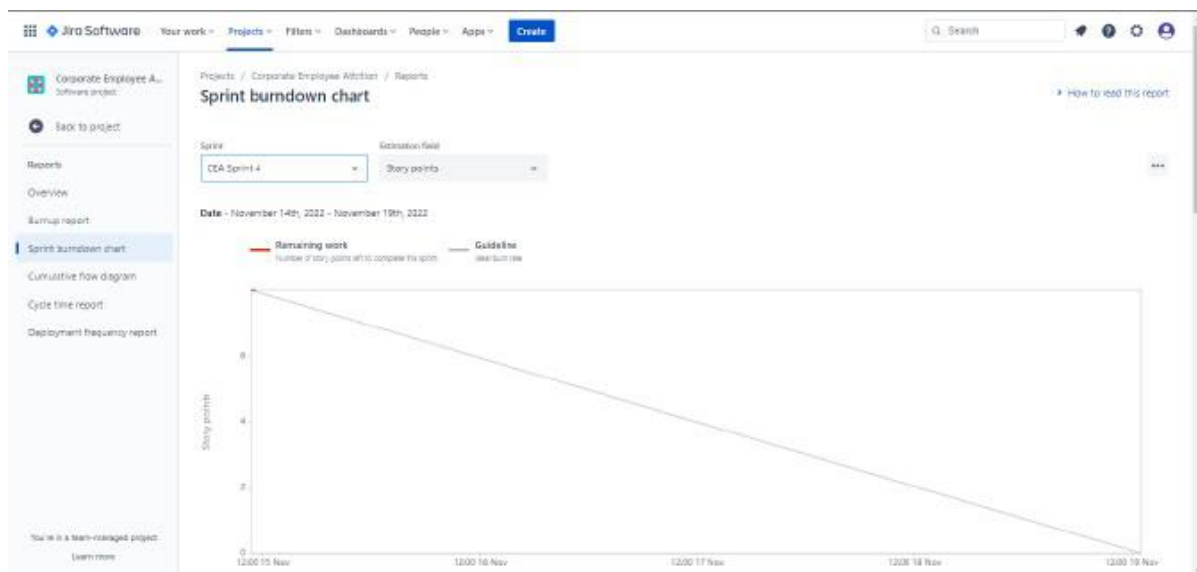 Jira Software Your work Projects Filters Dashboards People Apps Create Search
Corporate Employee A...
Software project
Back to project
Reports
Overview
Burnup report
Sprint burndown chart
Cumulative flow diagram
Cycle time report
Deployment frequency report
You're in a team-managed project
Learn more
Projects / Corporate Employee Attrition / Reports
Sprint burndown chart
How to read this report
Sprint Estimation field
CEA Sprint 4 Story points
Date - November 14th, 2022 - November 19th, 2022
Remaining work Guideline
Number of story points left to complete this sprint Ideal burn rate
6
4
2
0
Story points
12:00 15 Nov 12:00 16 Nov 12:00 17 Nov 12:00 18 Nov 12:00 19 Nov